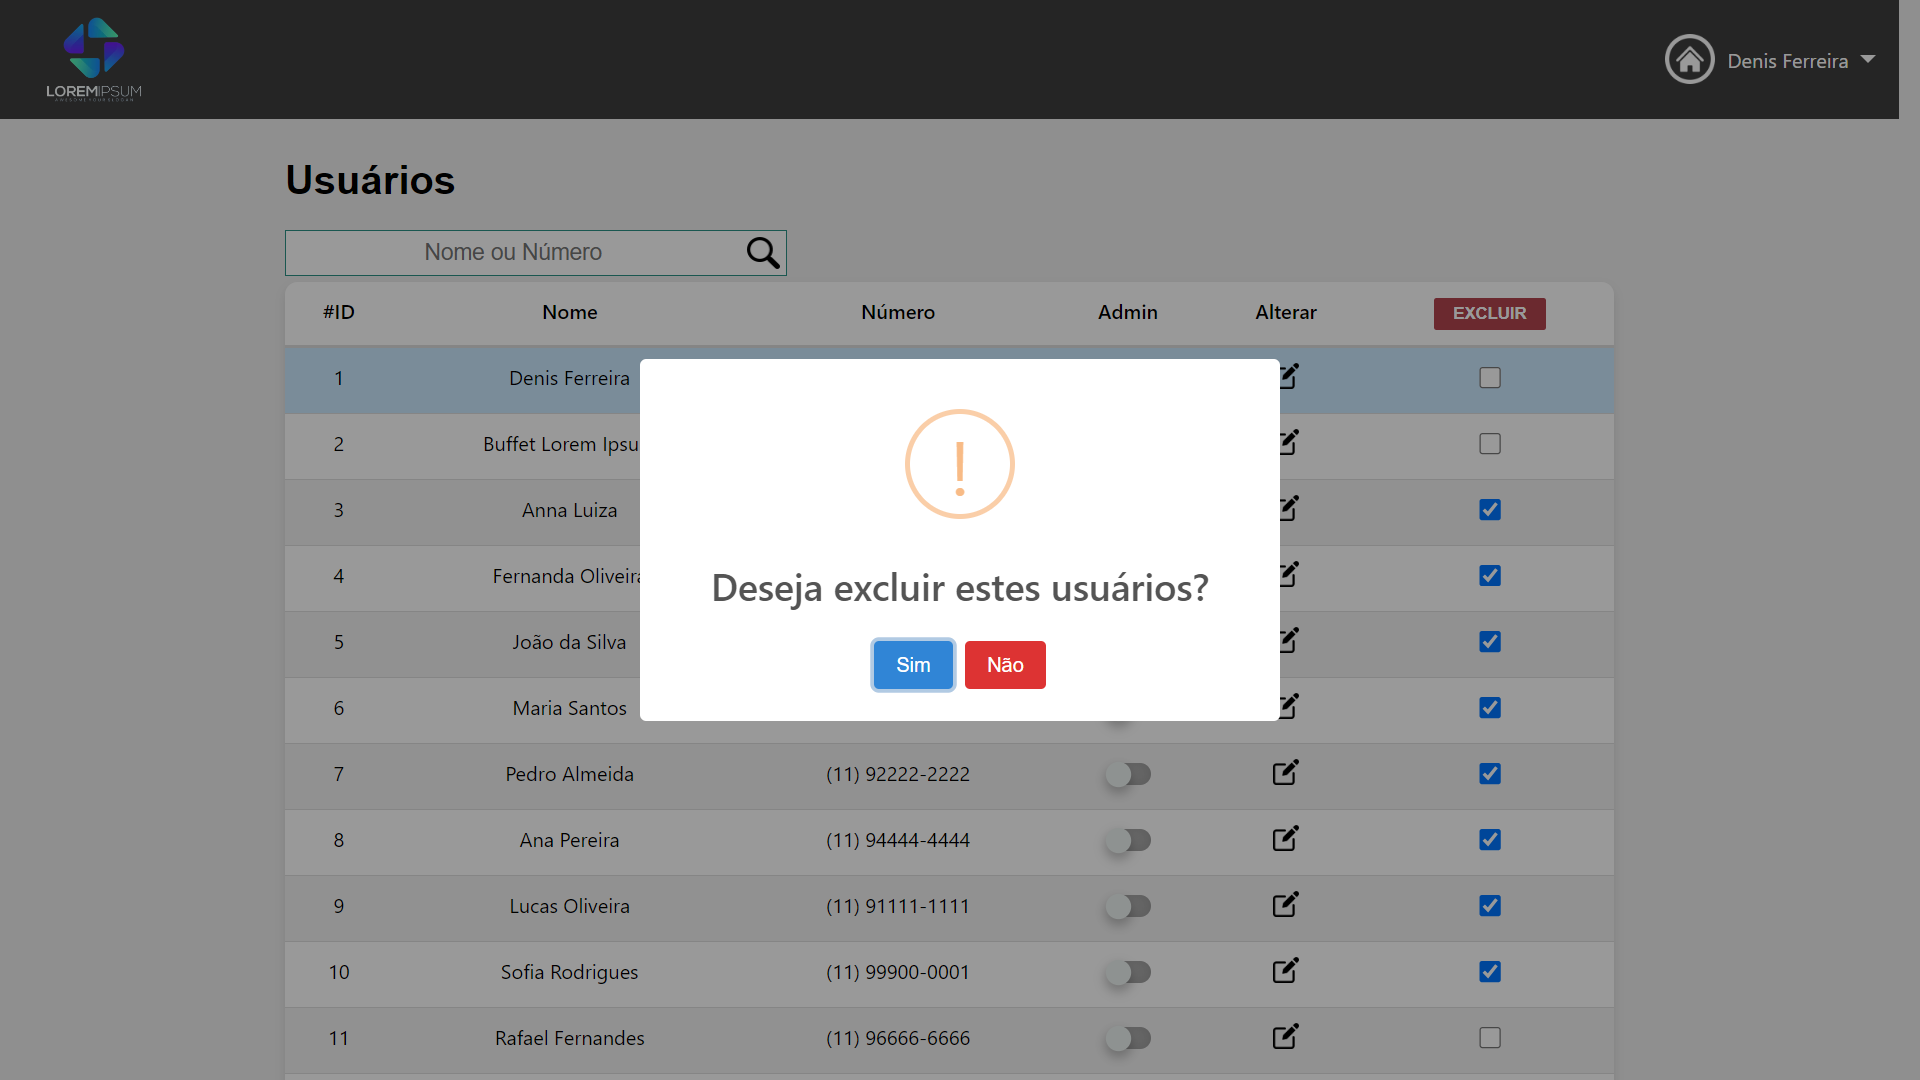 LOREMIPSUM
Denis Ferreira
Usuários
Nome ou Número
#ID Nome Número Admin Alterar EXCLUIR
1 Denis Ferreira
2 Buffet Lorem Ipsu
3 Anna Luiza
4 Fernanda Oliveira
5 João da Silva
6 Maria Santos
!
Deseja excluir estes usuários?
Sim Não
7 Pedro Almeida (11) 92222-2222
8 Ana Pereira (11) 94444-4444
9 Lucas Oliveira (11) 91111-1111
10 Sofia Rodrigues (11) 99900-0001
11 Rafael Fernandes (11) 96666-6666